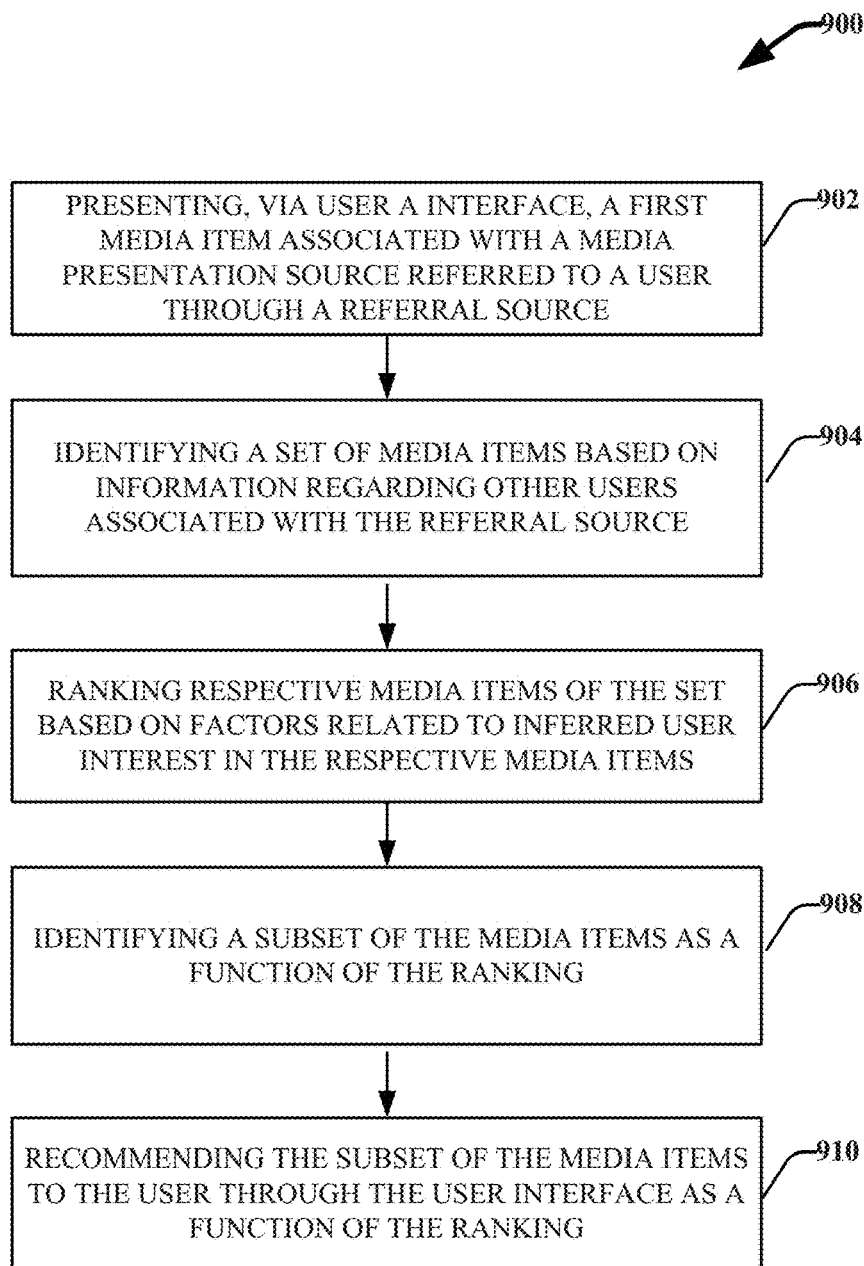 900
PRESENTING, VIA USER A INTERFACE, A FIRST
MEDIA ITEM ASSOCIATED WITH A MEDIA
PRESENTATION SOURCE REFERRED TO A USER
THROUGH A REFERRAL SOURCE
902
IDENTIFYING A SET OF MEDIA ITEMS BASED ON
INFORMATION REGARDING OTHER USERS
ASSOCIATED WITH THE REFERRAL SOURCE
904
RANKING RESPECTIVE MEDIA ITEMS OF THE SET
BASED ON FACTORS RELATED TO INFERRED USER
INTEREST IN THE RESPECTIVE MEDIA ITEMS
906
IDENTIFYING A SUBSET OF THE MEDIA ITEMS AS A
FUNCTION OF THE RANKING
908
RECOMMENDING THE SUBSET OF THE MEDIA ITEMS
TO THE USER THROUGH THE USER INTERFACE AS A
FUNCTION OF THE RANKING
910